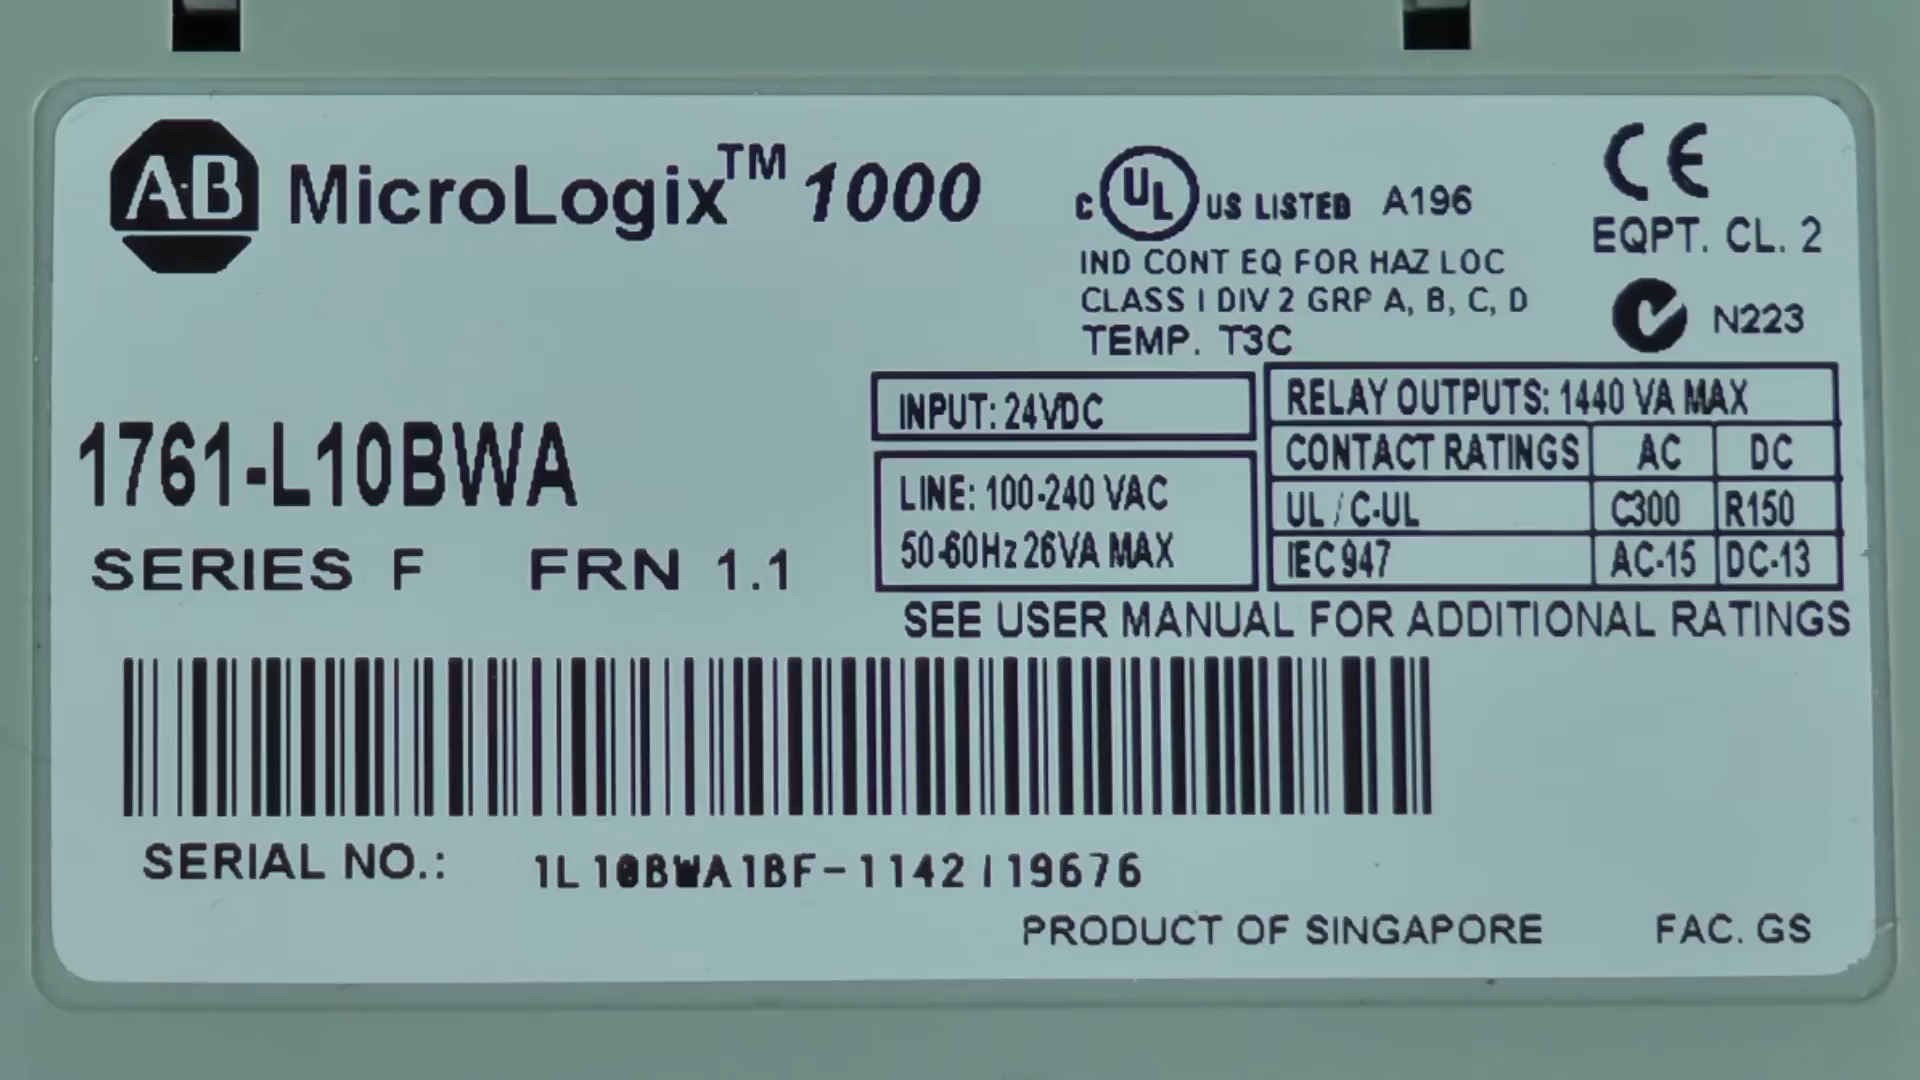 AB MicroLogix™ 1000
C UL US LISTED A196
CE
EQPT. CL. 2
IND CONT EQ FOR HAZ LOC
CLASS I DIV 2 GRP A, B, C, D
TEMP. T3C
N223
1761-L10BWA
SERIES F FRN 1.1
INPUT: 24VDC
LINE: 100-240 VAC
50-60Hz 26VA MAX
RELAY OUTPUTS: 1440 VA MAX
CONTACT RATINGS AC DC
UL / C-UL C300 R150
IEC 947 AC-15 DC-13
SEE USER MANUAL FOR ADDITIONAL RATINGS
SERIAL NO.: 1L10BWA1BF-1142119676
PRODUCT OF SINGAPORE FAC. GS